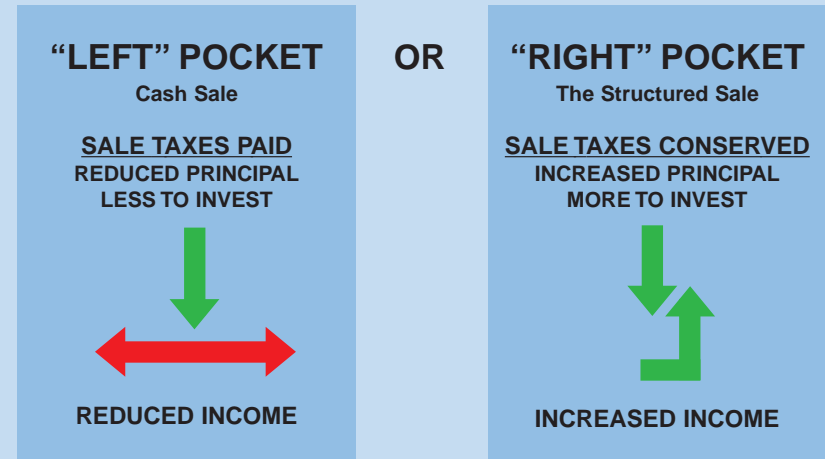 “LEFT” POCKET
Cash Sale
SALE TAXES PAID
REDUCED PRINCIPAL
LESS TO INVEST
REDUCED INCOME
OR
“RIGHT” POCKET
The Structured Sale
SALE TAXES CONSERVED
INCREASED PRINCIPAL
MORE TO INVEST
INCREASED INCOME